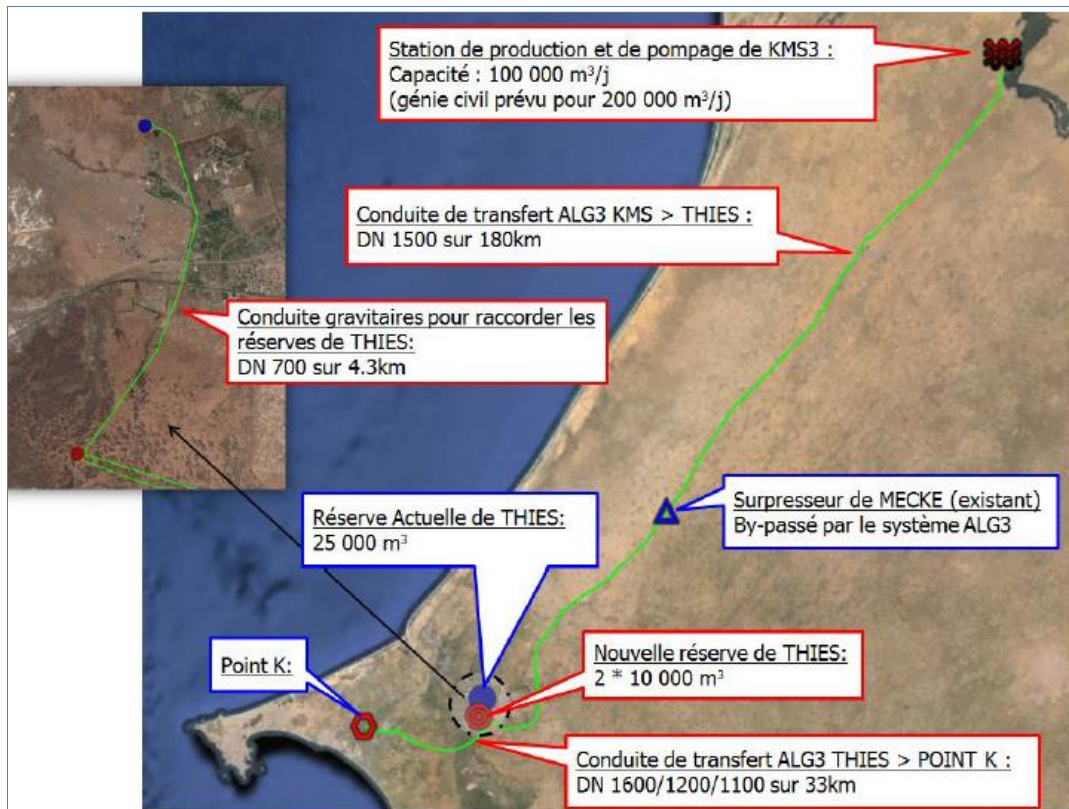 Station de production et de pompage de KMS3 :
Capacité : 100 000 m³/j
(génie civil prévu pour 200 000 m³/j)
Conduite de transfert ALG3 KMS > THIES :
DN 1500 sur 180km
Conduite gravitaires pour raccorder les
réserves de THIES:
DN 700 sur 4.3km
Surpresseur de MECKE (existant)
By-passé par le système ALG3
Réserve Actuelle de THIES:
25 000 m³
Point K:
Nouvelle réserve de THIES:
2 * 10 000 m³
Conduite de transfert ALG3 THIES > POINT K :
DN 1600/1200/1100 sur 33km